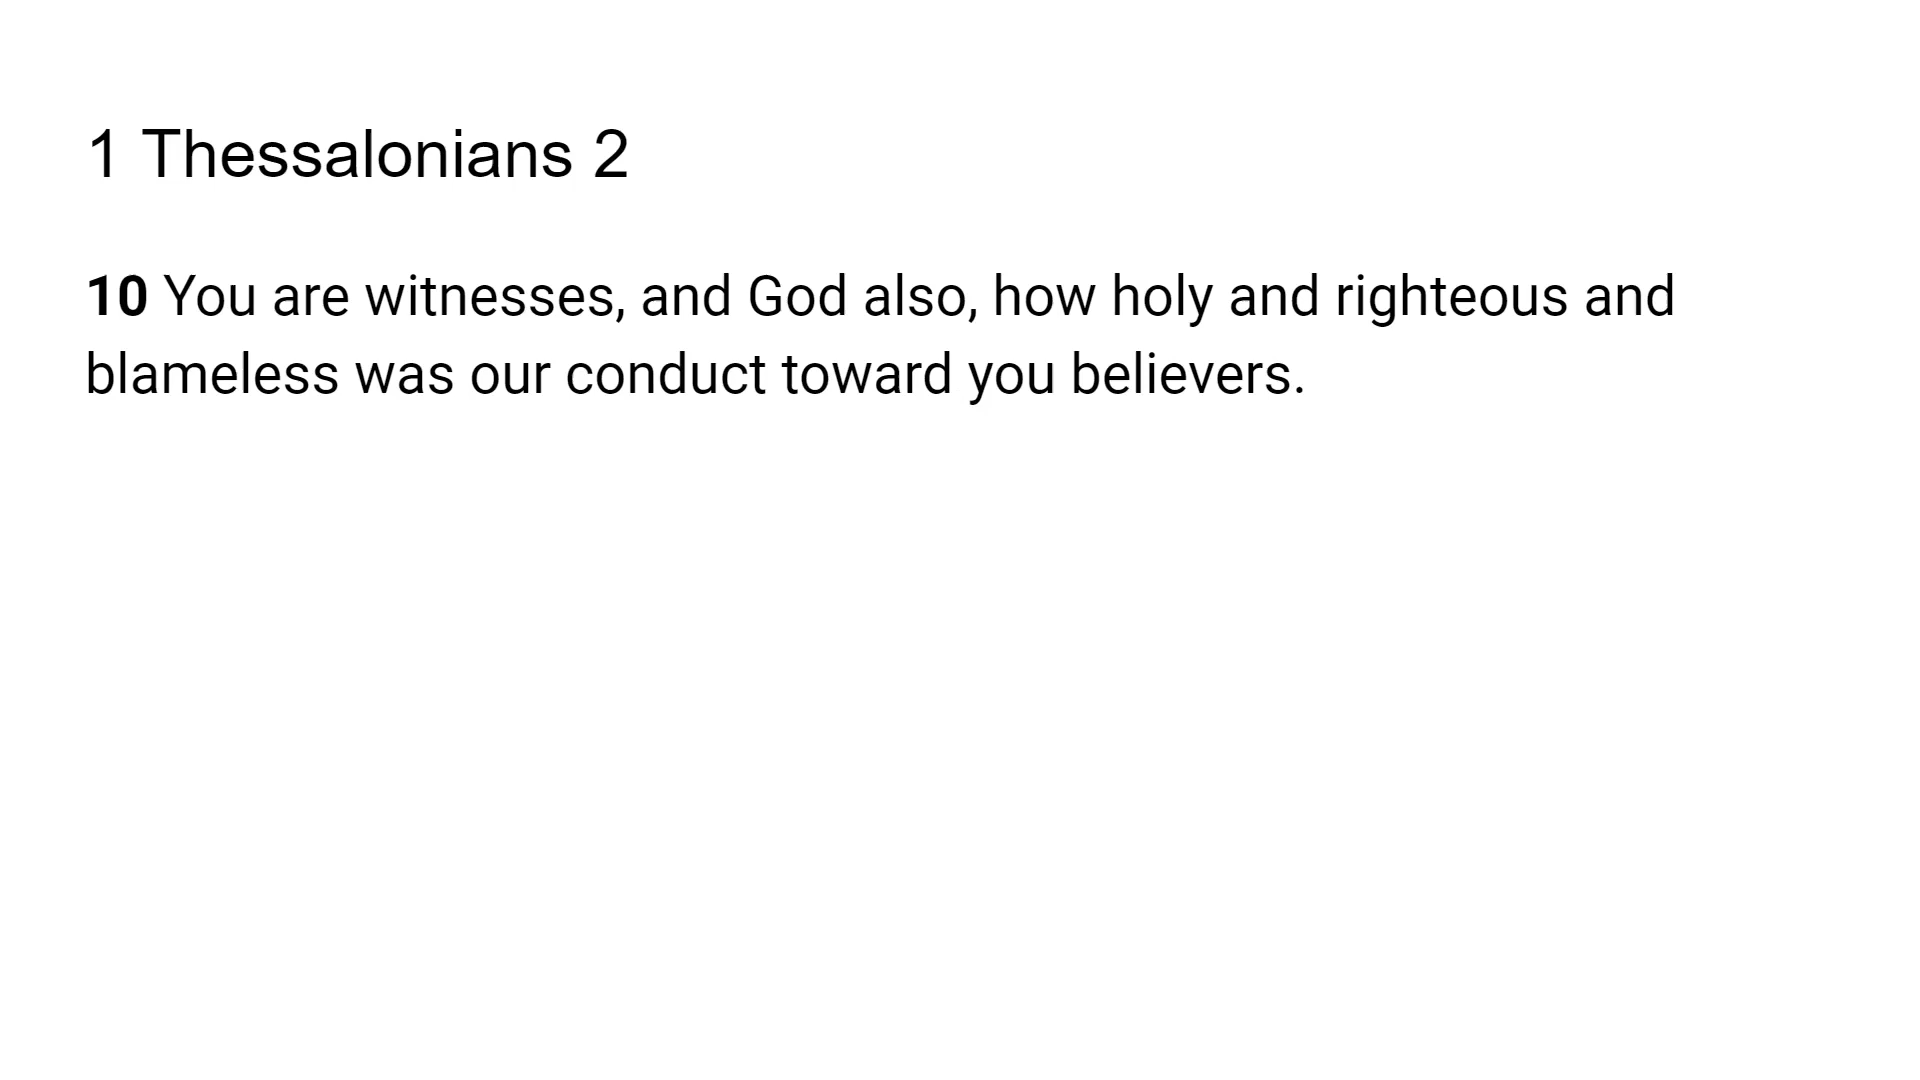 1 Thessalonians 2
10 You are witnesses, and God also, how holy and righteous and
blameless was our conduct toward you believers.